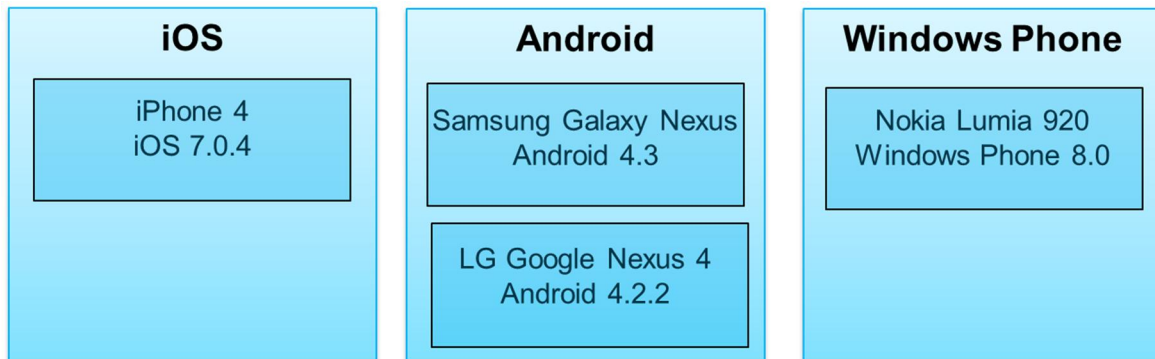 iOS
iPhone 4
iOS 7.0.4
Android
Samsung Galaxy Nexus
Android 4.3
LG Google Nexus 4
Android 4.2.2
Windows Phone
Nokia Lumia 920
Windows Phone 8.0